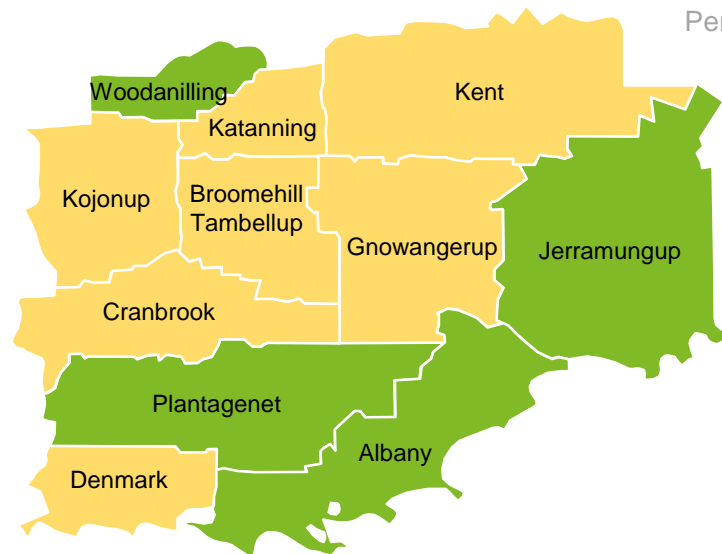 Woodanilling
Kent
Katanning
Kojonup
Broomehill
Tambellup
Gnowangerup
Jerramungup
Cranbrook
Plantagenet
Albany
Denmark